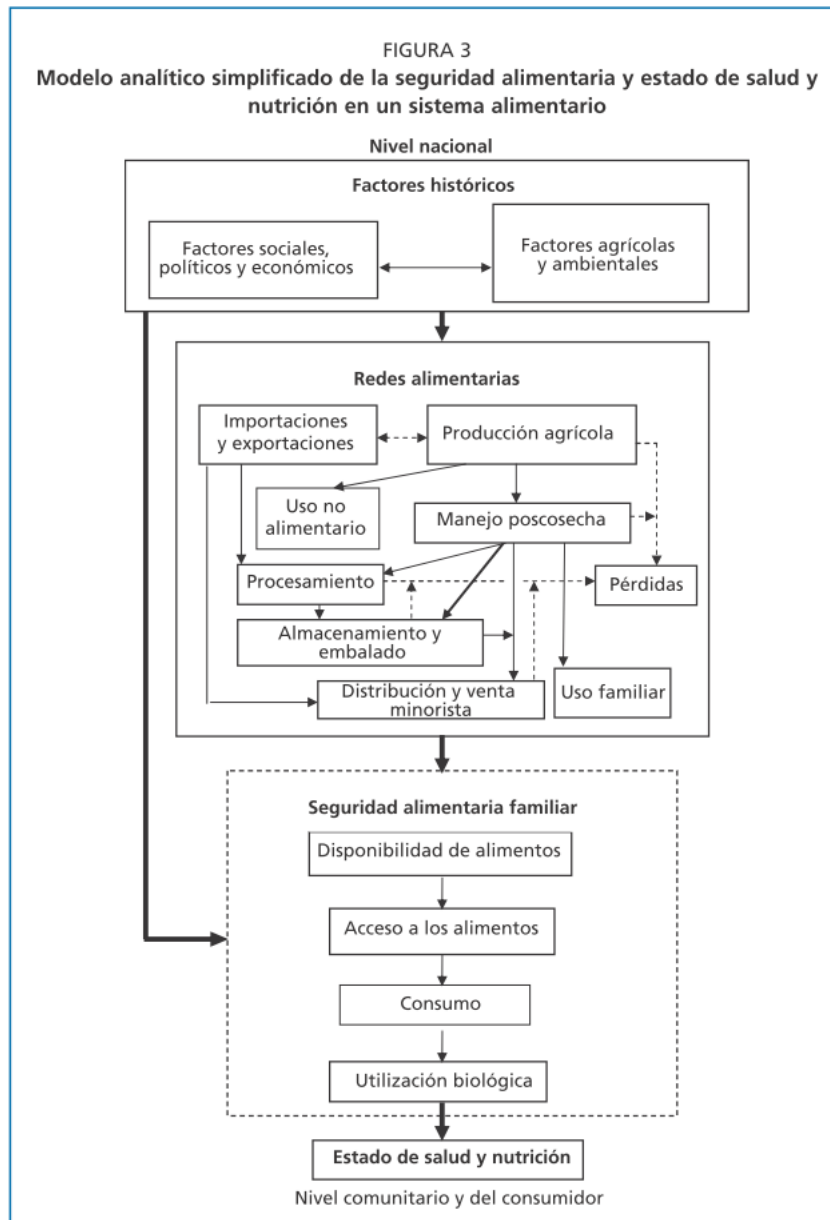 FIGURA 3
Modelo analítico simplificado de la seguridad alimentaria y estado de salud y
nutrición en un sistema alimentario
Nivel nacional
Factores históricos
Factores sociales,
políticos y económicos
Factores agrícolas
y ambientales
Redes alimentarias
Importaciones
y exportaciones
Producción agrícola
Uso no
alimentario
Manejo poscosecha
Procesamiento
Pérdidas
Almacenamiento y
embalado
Distribución y venta
minorista
Uso familiar
Seguridad alimentaria familiar
Disponibilidad de alimentos
Acceso a los alimentos
Consumo
Utilización biológica
Estado de salud y nutrición
Nivel comunitario y del consumidor